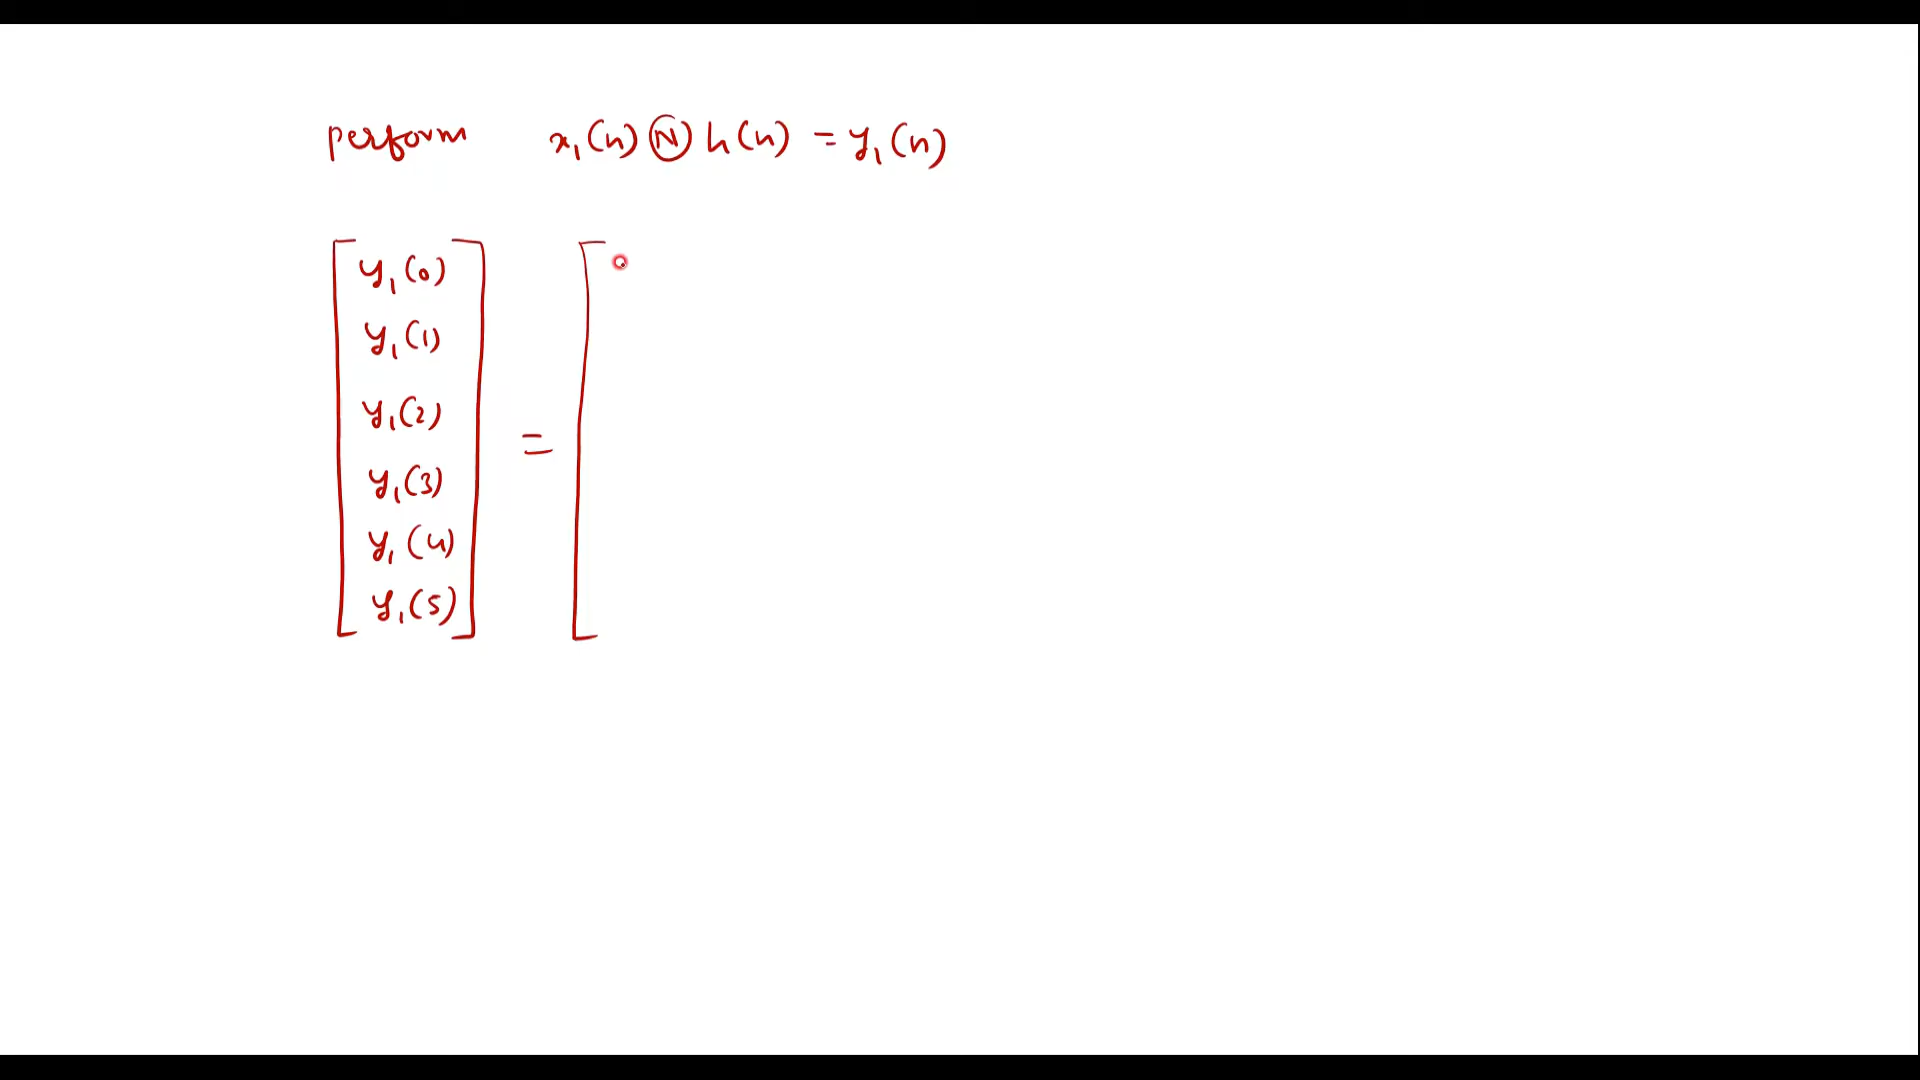 perform x₁(n) Ⓝ h(n) = y₁(n)
y₁(0)
y₁(1)
y₁(2)
=
y₁(3)
y₁(4)
y₁(5)